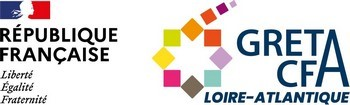 RÉPUBLIQUE
FRANÇAISE
Liberté
Égalité
Fraternité
GRETA
CFA
LOIRE-ATLANTIQUE